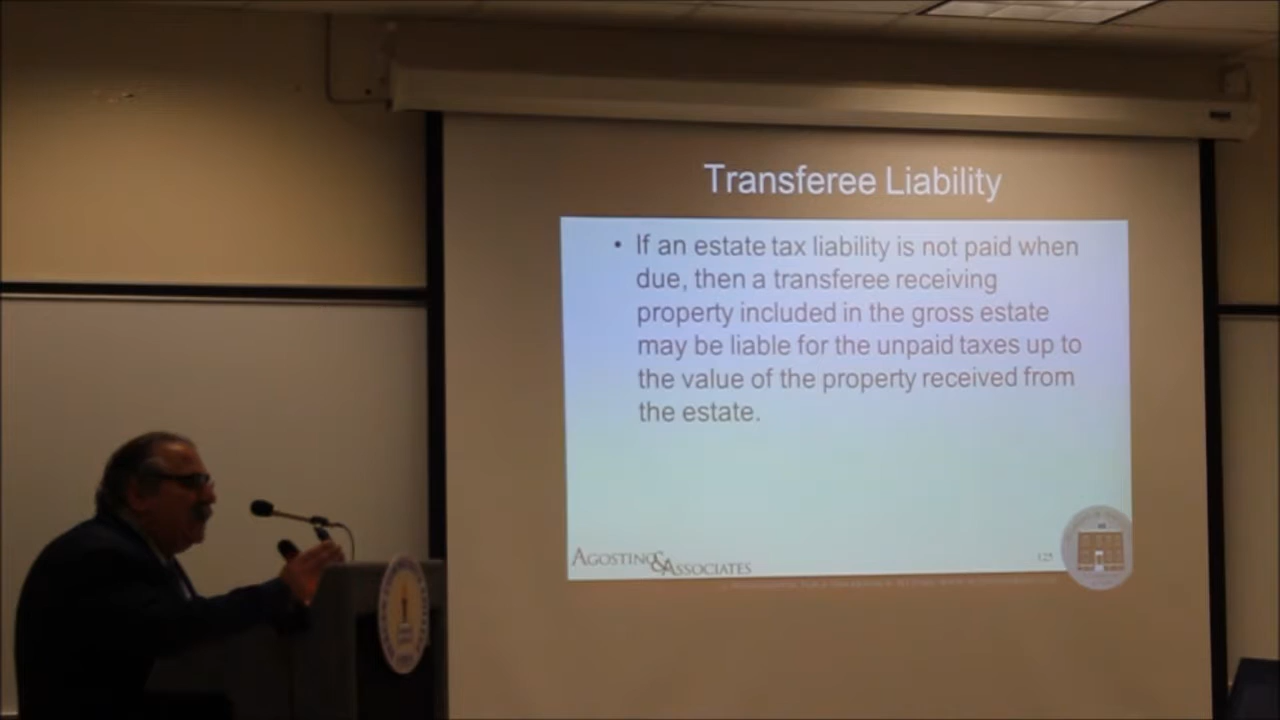 Transferee Liability
• If an estate tax liability is not paid when
due, then a transferee receiving
property included in the gross estate
may be liable for the unpaid taxes up to
the value of the property received from
the estate.
AGOSTINO & ASSOCIATES
125